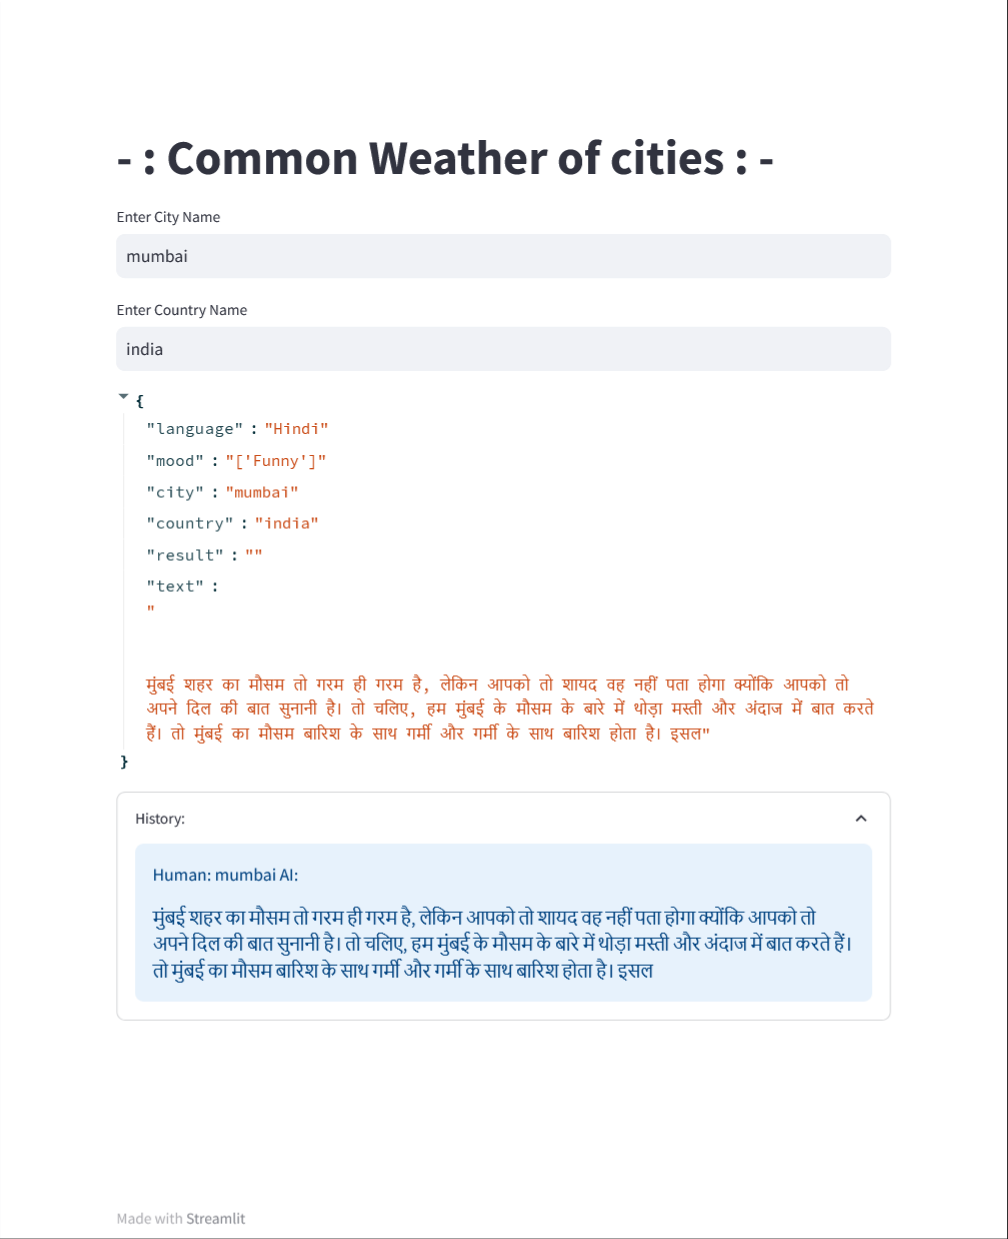 - : Common Weather of cities : -
Enter City Name
mumbai
Enter Country Name
india
{
"language" : "Hindi"
"mood" : "['Funny']"
"city" : "mumbai"
"country" : "india"
"result" : ""
"text" :
"
मुंबई शहर का मौसम तो गरम ही गरम है, लेकिन आपको तो शायद वह नहीं पता होगा क्योंकि आपको तो
अपने दिल की बात सुनानी है। तो चलिए, हम मुंबई के मौसम के बारे में थोड़ा मस्ती और अंदाज में बात करते
हैं। तो मुंबई का मौसम बारिश के साथ गर्मी और गर्मी के साथ बारिश होता है। इसल"
}
History:
Human: mumbai AI:
मुंबई शहर का मौसम तो गरम ही गरम है, लेकिन आपको तो शायद वह नहीं पता होगा क्योंकि आपको तो
अपने दिल की बात सुनानी है। तो चलिए, हम मुंबई के मौसम के बारे में थोड़ा मस्ती और अंदाज में बात करते हैं।
तो मुंबई का मौसम बारिश के साथ गर्मी और गर्मी के साथ बारिश होता है। इसल
Made with Streamlit